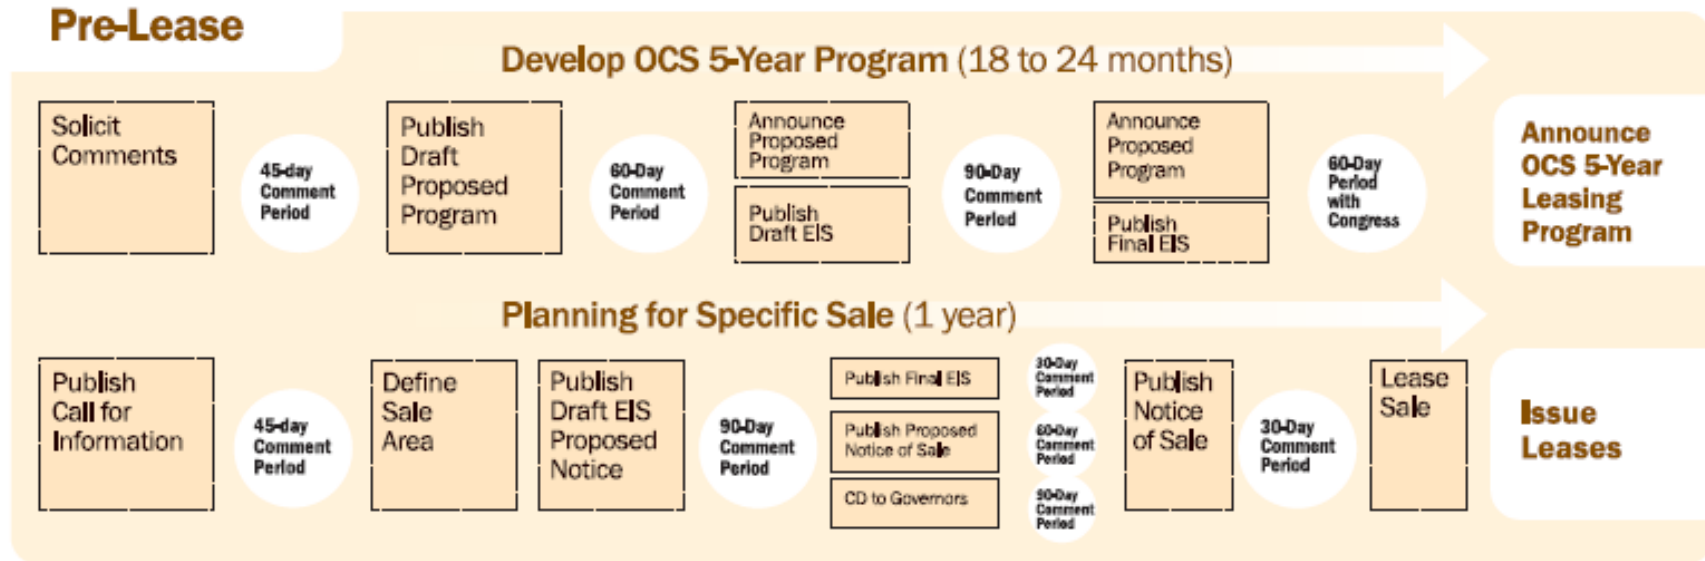 Pre-Lease
Develop OCS 5-Year Program (18 to 24 months)
Solicit
Comments
45-day
Comment
Period
Publish
Draft
Proposed
Program
60-Day
Comment
Period
Announce
Proposed
Program
Publish
Draft EIS
90-Day
Comment
Period
Announce
Proposed
Program
Publish
Final EIS
60-Day
Period
with
Congress
Announce
OCS 5-Year
Leasing
Program
Planning for Specific Sale (1 year)
Publish
Call for
Information
45-day
Comment
Period
Define
Sale
Area
Publish
Draft EIS
Proposed
Notice
90-Day
Comment
Period
Publish Final EIS
30-Day
Comment
Period
Publish Proposed
Notice of Sale
60-Day
Comment
Period
CD to Governors
90-Day
Comment
Period
Publish
Notice
of Sale
30-Day
Comment
Period
Lease
Sale
Issue
Leases